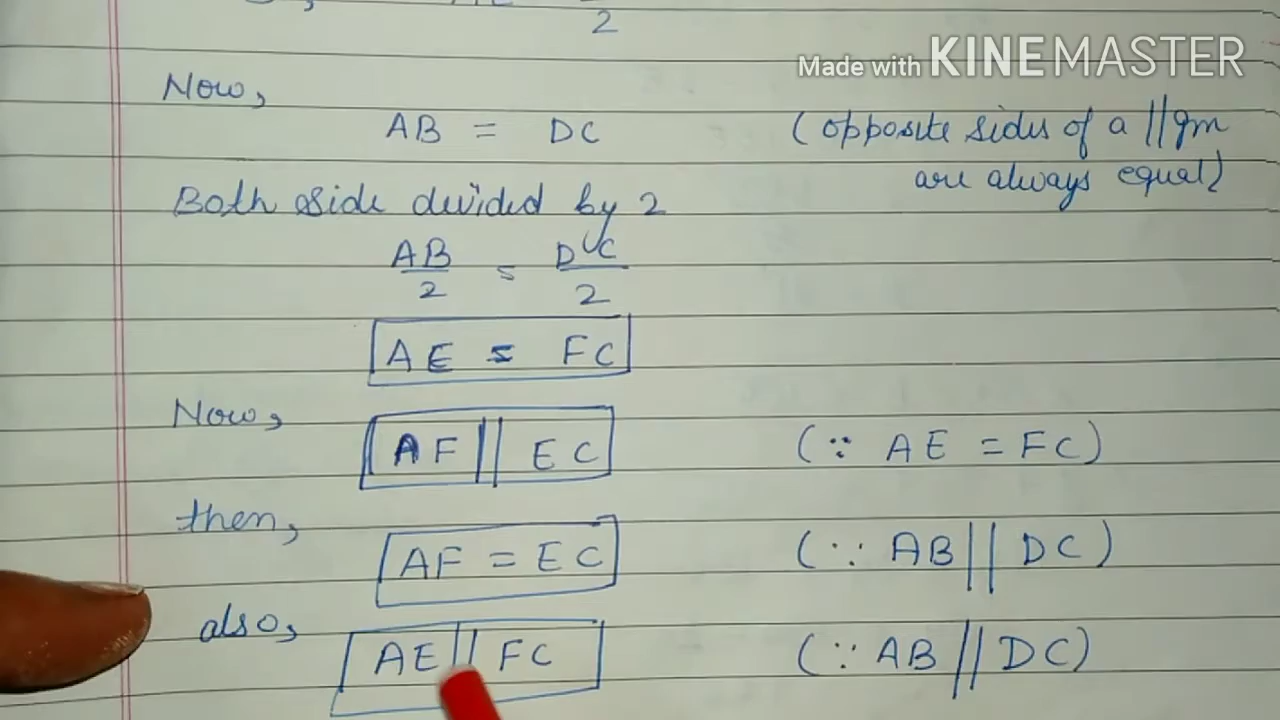 2
Made with KINEMASTER
Now,
AB = DC (opposite sides of a ||gm
are always equal)
Both side devided by 2
AB/2 = DC/2
AE = FC
Now,
AF || EC (∵ AE = FC)
then,
AF = EC (∵ AB || DC)
also,
AE || FC (∵ AB || DC)